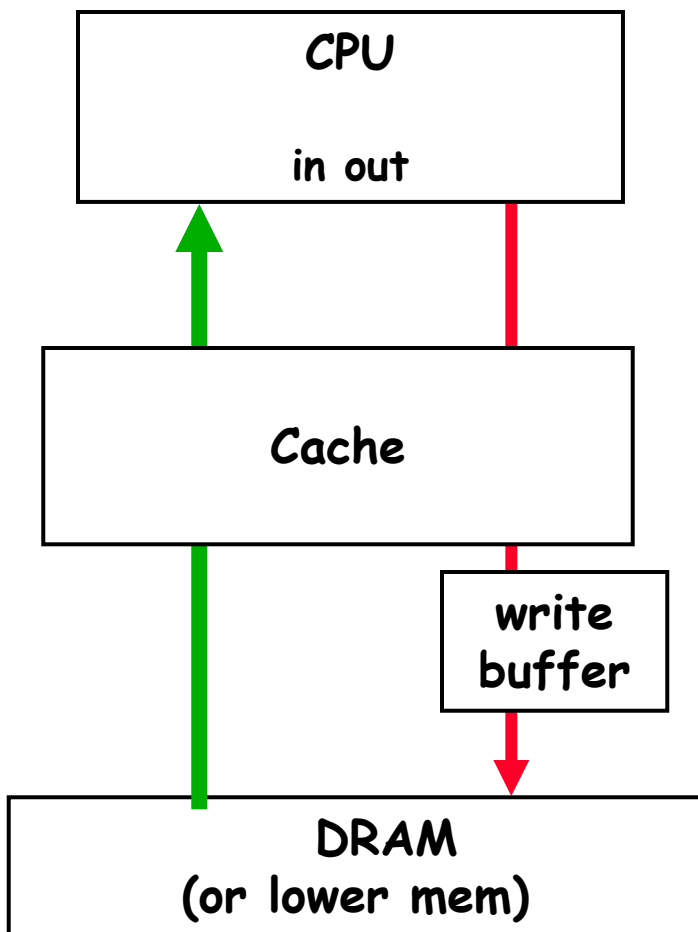 CPU
in out
Cache
write
buffer
DRAM
(or lower mem)